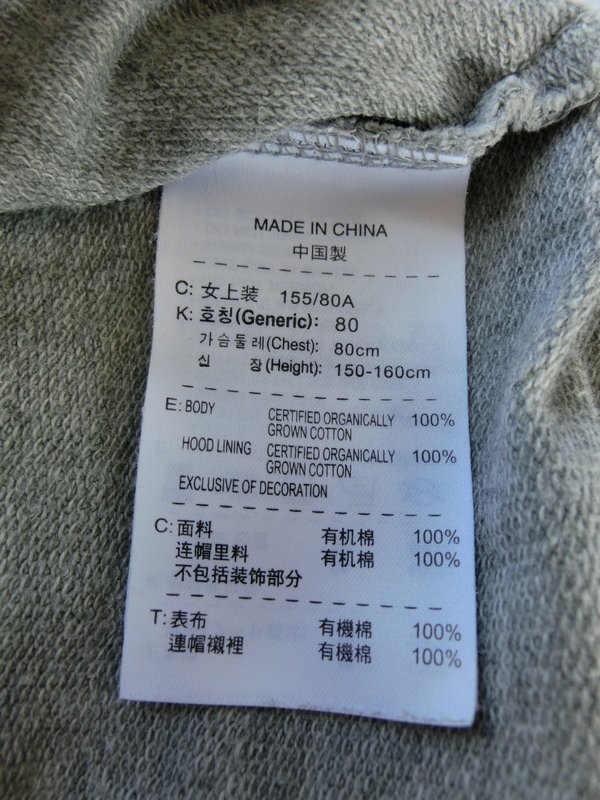 MADE IN CHINA
中国製
C: 女上装 155/80A
K: 호칭(Generic): 80
가슴둘레(Chest): 80cm
신 장(Height): 150-160cm
E: BODY CERTIFIED ORGANICALLY 100%
GROWN COTTON
HOOD LINING CERTIFIED ORGANICALLY 100%
GROWN COTTON
EXCLUSIVE OF DECORATION
C: 面料 有机棉 100%
连帽里料 有机棉 100%
不包括装饰部分
T: 表布 有機棉 100%
連帽襯裡 有機棉 100%